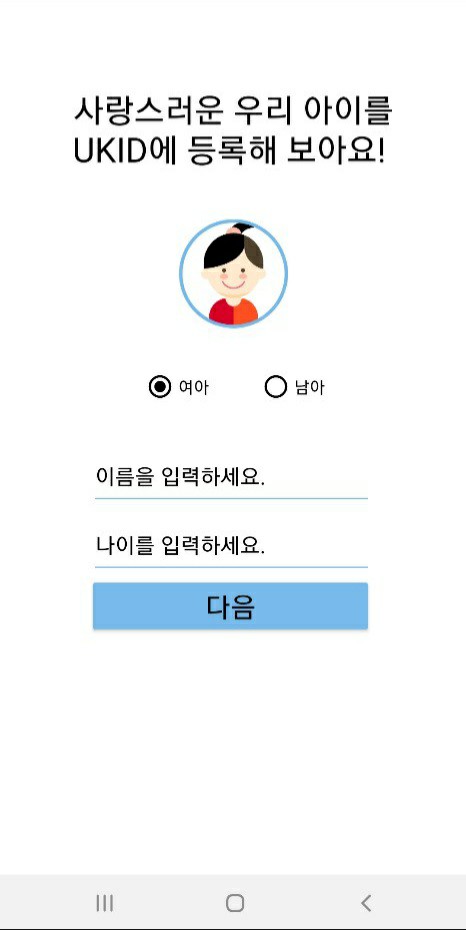 사랑스러운 우리 아이를
UKID에 등록해 보아요!
여아 남아
이름을 입력하세요.
나이를 입력하세요.
다음